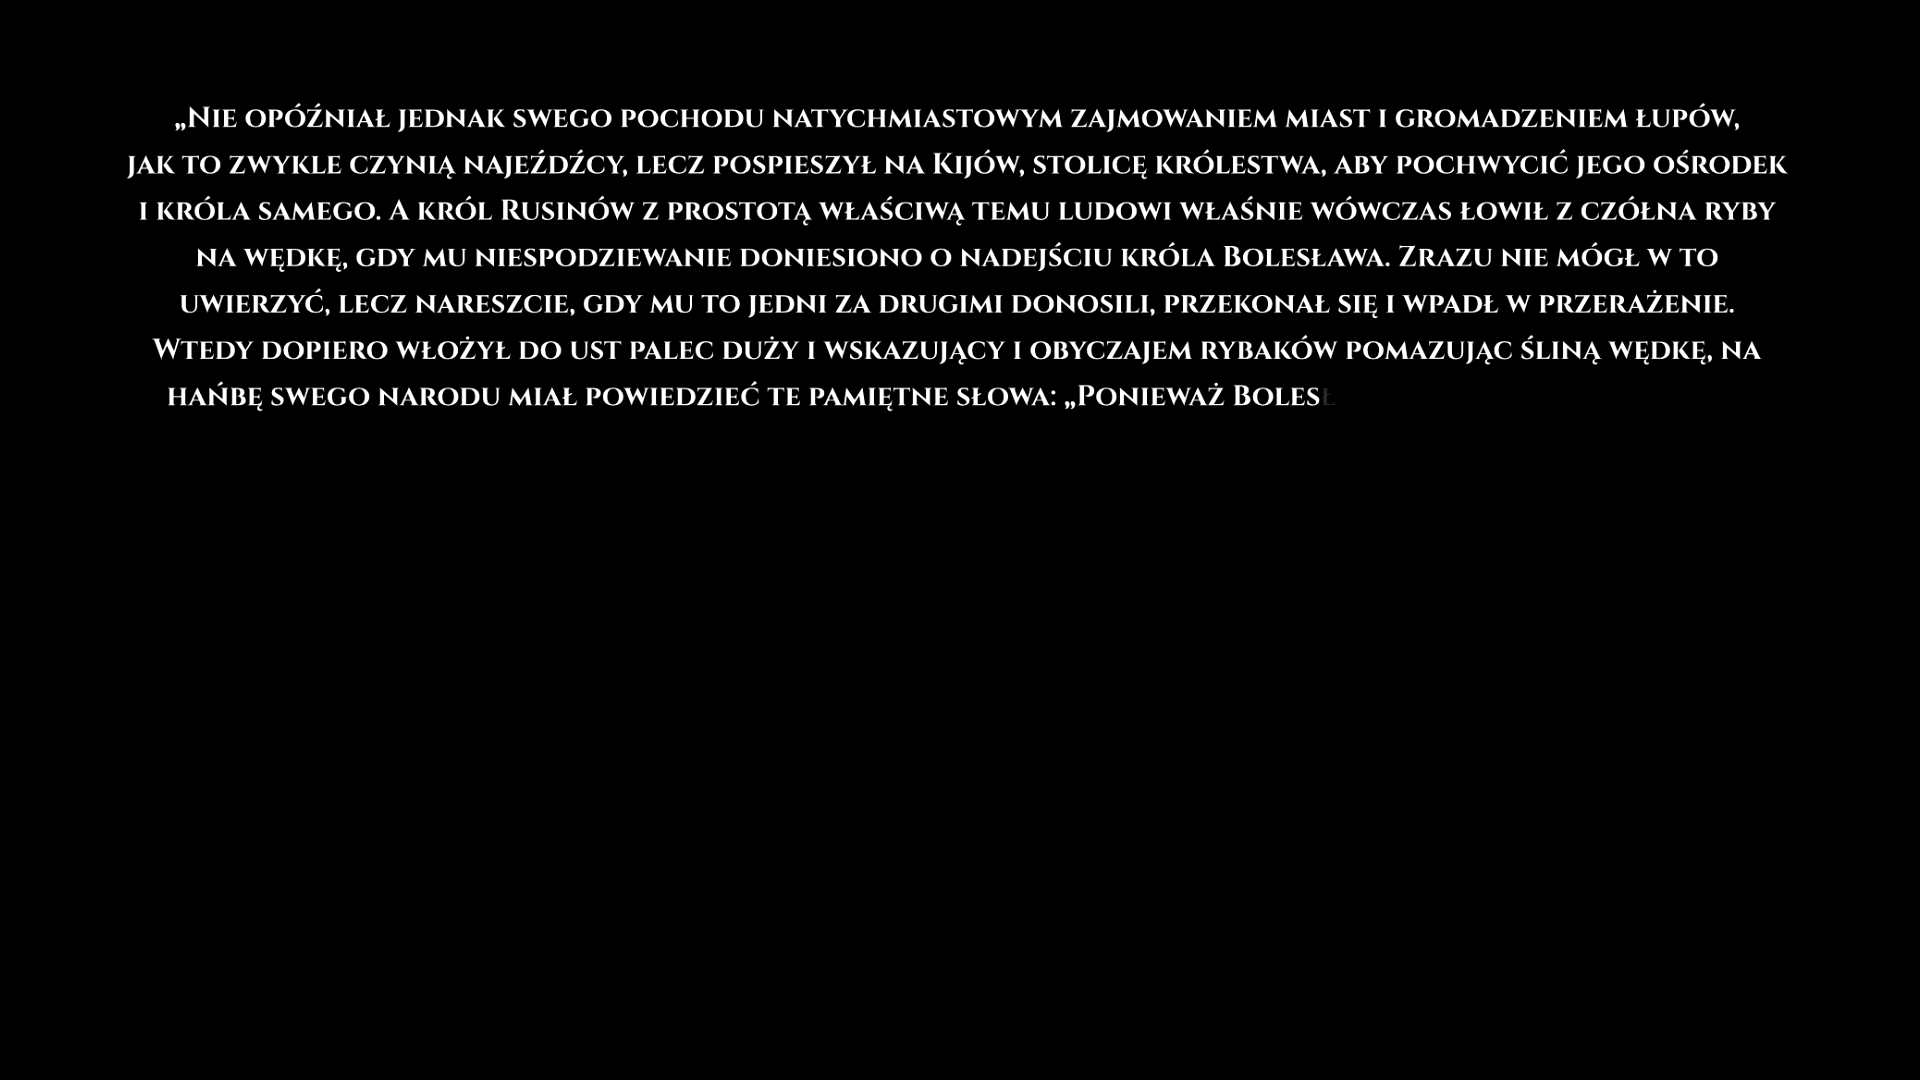 „Nie opóźniał jednak swego pochodu natychmiastowym zajmowaniem miast i gromadzeniem łupów,
jak to zwykle czynią najeźdźcy, lecz pospieszył na Kijów, stolicę królestwa, aby pochwycić jego ośrodek
i króla samego. A król Rusinów z prostotą właściwą temu ludowi właśnie wówczas łowił z czółna ryby
na wędkę, gdy mu niespodziewanie doniesiono o nadejściu króla Bolesława. Zrazu nie mógł w to
uwierzyć, lecz nareszcie, gdy mu to jedni za drugimi donosili, przekonał się i wpadł w przerażenie.
Wtedy dopiero włożył do ust palec duży i wskazujący i obyczajem rybaków pomazując śliną wędkę, na
hańbę swego narodu miał powiedzieć te pamiętne słowa: „Ponieważ Bolesł